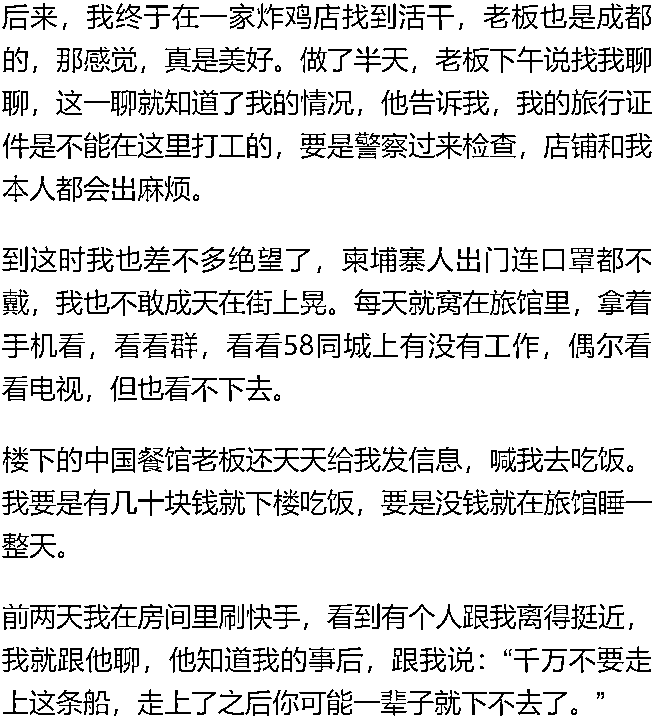 后来，我终于在一家炸鸡店找到活干，老板也是成都
的，那感觉，真是美好。做了半天，老板下午说找我聊
聊，这一聊就知道了我的情况，他告诉我，我的旅行证
件是不能在这里打工的，要是警察过来检查，店铺和我
本人都会出麻烦。
到这时我也差不多绝望了，柬埔寨人出门连口罩都不
戴，我也不敢成天在街上晃。每天就窝在旅馆里，拿着
手机看，看看群，看看58同城上有没有工作，偶尔看
看电视，但也看不下去。
楼下的中国餐馆老板还天天给我发信息，喊我去吃饭。
我要是有几十块钱就下楼吃饭，要是没钱就在旅馆睡一
整天。
前两天我在房间里刷快手，看到有个人跟我离得挺近，
我就跟他聊，他知道我的事后，跟我说：“千万不要走
上这条船，走上了之后你可能一辈子就下不去了。”